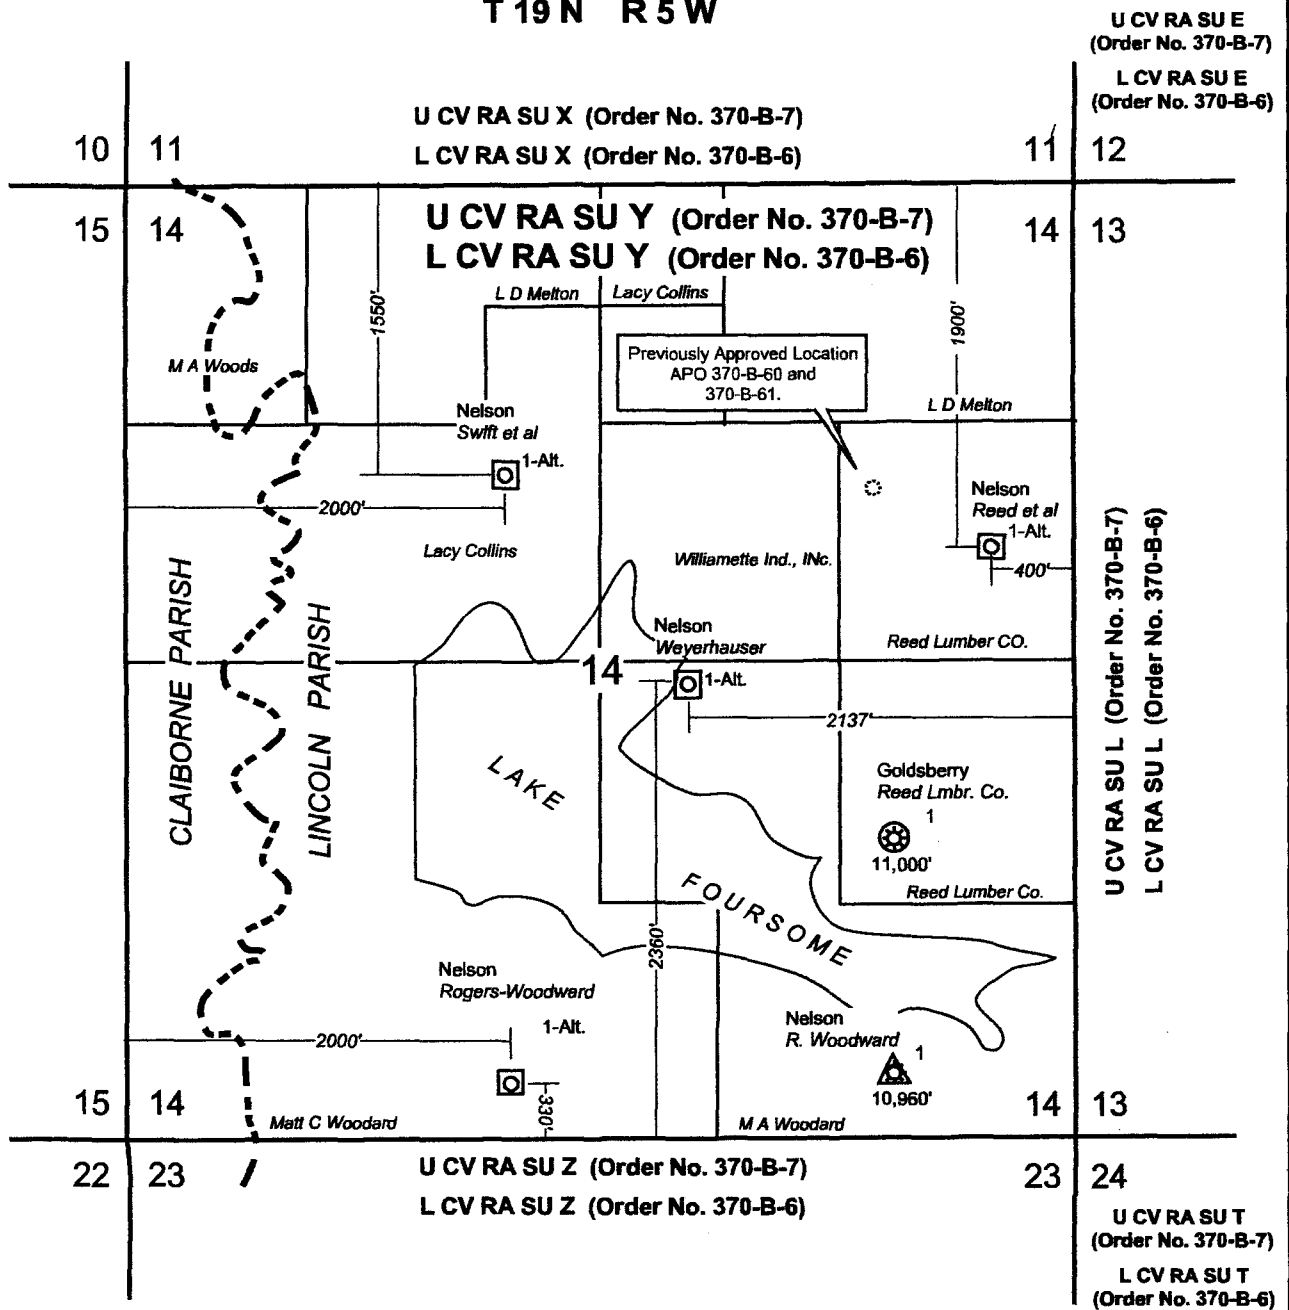 T 19 N R 5 W
U CV RA SU E
(Order No. 370-B-7)
L CV RA SU E
(Order No. 370-B-6)
U CV RA SU X (Order No. 370-B-7)
L CV RA SU X (Order No. 370-B-6)
10 11
11 12
15 14
14 13
U CV RA SU Y (Order No. 370-B-7)
L CV RA SU Y (Order No. 370-B-6)
L D Melton
Lacy Collins
1550'
1900'
M A Woods
Previously Approved Location
APO 370-B-60 and
370-B-61.
L D Melton
Nelson
Swift et al
1-Alt.
2000'
Nelson
Reed et al
1-Alt.
400'
Lacy Collins
Williamette Ind., INc.
CLAIBORNE PARISH
LINCOLN PARISH
Nelson
Weyerhauser
1-Alt.
Reed Lumber CO.
14
2137'
U CV RA SU L (Order No. 370-B-7)
L CV RA SU L (Order No. 370-B-6)
LAKE
FOURSOME
Goldsberry
Reed Lmbr. Co.
1
11,000'
Reed Lumber Co.
2360'
Nelson
Rogers-Woodward
1-Alt.
2000'
330'
Nelson
R. Woodward
1
10,960'
15 14
14 13
Matt C Woodard
M A Woodard
22 23
23 24
U CV RA SU Z (Order No. 370-B-7)
L CV RA SU Z (Order No. 370-B-6)
U CV RA SU T
(Order No. 370-B-7)
L CV RA SU T
(Order No. 370-B-6)